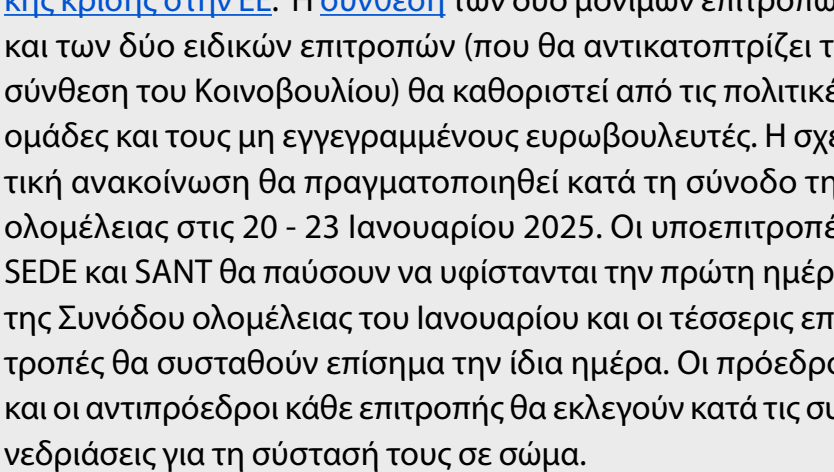 κής κρίσης στην ΕΕ. Η σύνθεση των δύο μόνιμων επιτροπώ
και των δύο ειδικών επιτροπών (που θα αντικατοπτρίζει τ
σύνθεση του Κοινοβουλίου) θα καθοριστεί από τις πολιτικέ
ομάδες και τους μη εγγεγραμμένους ευρωβουλευτές. Η σχε
τική ανακοίνωση θα πραγματοποιηθεί κατά τη σύνοδο τη
ολομέλειας στις 20 - 23 Ιανουαρίου 2025. Οι υποεπιτροπέ
SEDE και SANT θα παύσουν να υφίστανται την πρώτη ημέρ
της Συνόδου ολομέλειας του Ιανουαρίου και οι τέσσερις επ
τροπές θα συσταθούν επίσημα την ίδια ημέρα. Οι πρόεδρο
και οι αντιπρόεδροι κάθε επιτροπής θα εκλεγούν κατά τις συ
νεδριάσεις για τη σύστασή τους σε σώμα.